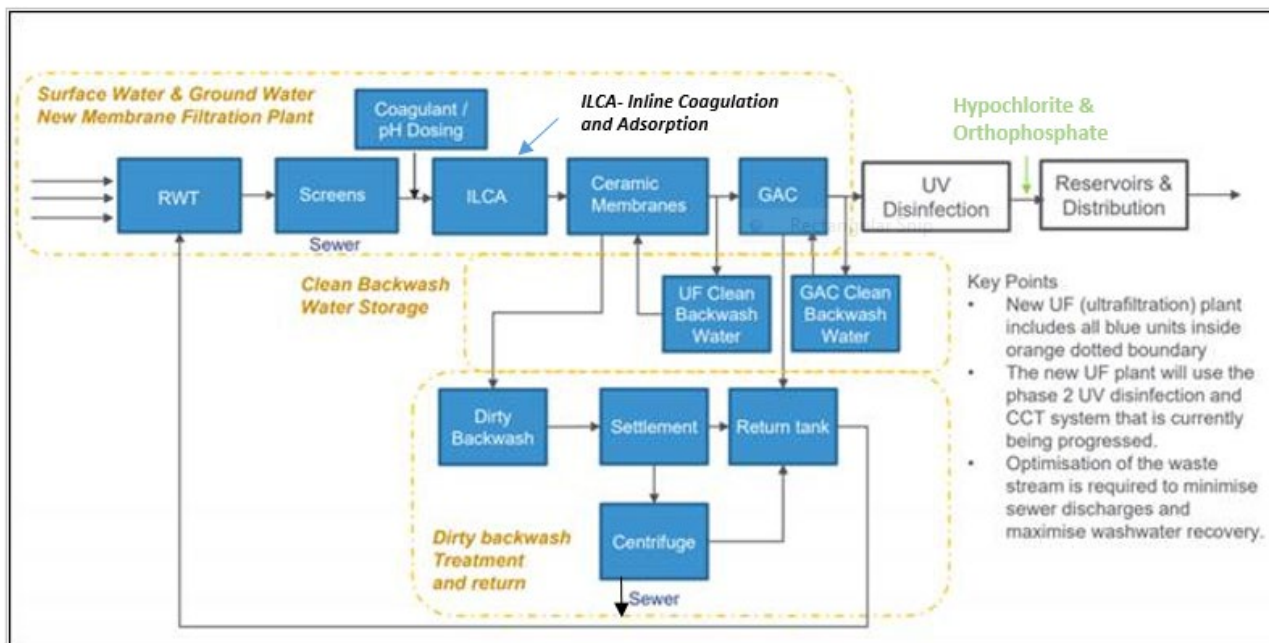 Surface Water & Ground Water
New Membrane Filtration Plant
Coagulant /
pH Dosing
ILCA- Inline Coagulation
and Adsorption
Hypochlorite &
Orthophosphate
RWT
Screens
ILCA
Ceramic
Membranes
GAC
UV
Disinfection
Reservoirs &
Distribution
Rectangular Snip
Sewer
Clean Backwash
Water Storage
UF Clean
Backwash
Water
GAC Clean
Backwash
Water
Key Points
• New UF (ultrafiltration) plant
includes all blue units inside
orange dotted boundary
• The new UF plant will use the
phase 2 UV disinfection and
CCT system that is currently
being progressed.
• Optimisation of the waste
stream is required to minimise
sewer discharges and
maximise washwater recovery.
Dirty
Backwash
Settlement
Return tank
Centrifuge
Dirty backwash
Treatment
and return
Sewer